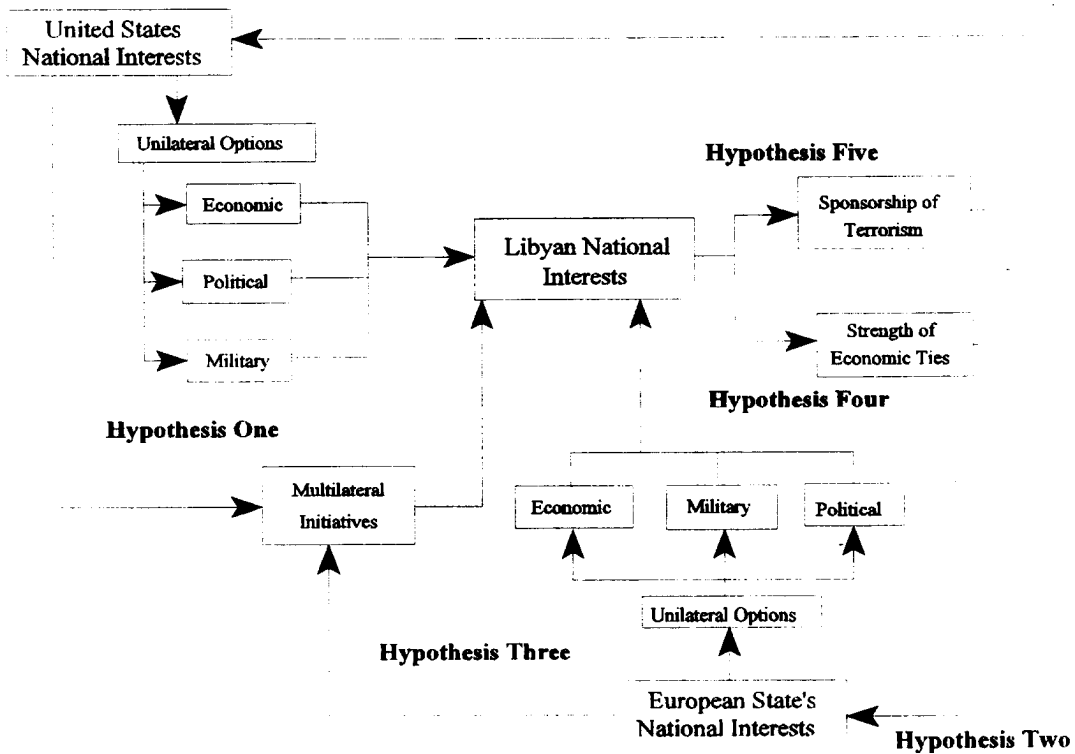 United States
National Interests
Unilateral Options
Hypothesis Five
Economic
Sponsorship of
Terrorism
Libyan National
Interests
Political
Strength of
Economic Ties
Military
Hypothesis Four
Hypothesis One
Multilateral
Initiatives
Economic
Military
Political
Unilateral Options
Hypothesis Three
European State's
National Interests
Hypothesis Two